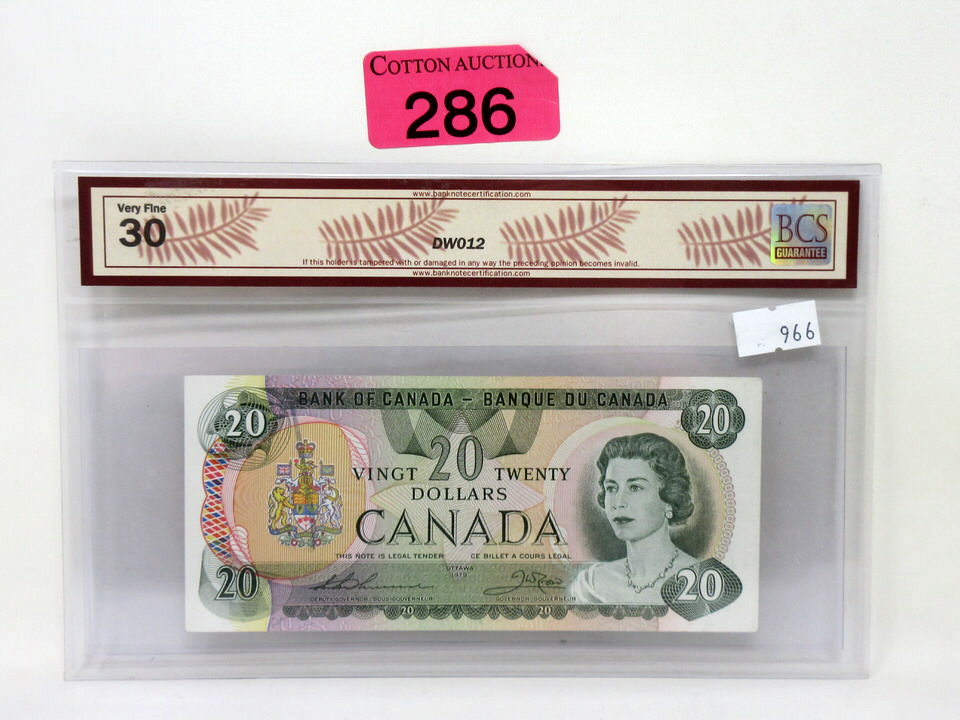 COTTON AUCTION
286
www.banknotecertification.com
Very Fine
30
DW012
If this holder is tampered with or damaged in any way the preceding opinion becomes invalid.
www.banknotecertification.com
BCS
GUARANTEE
966
BANK OF CANADA – BANQUE DU CANADA
20
20
VINGT 20 TWENTY
DOLLARS
CANADA
THIS NOTE IS LEGAL TENDER CE BILLET A COURS LEGAL
OTTAWA
1979
20
20
DEPUTY GOVERNOR / SOUS-GOUVERNEUR GOVERNOR / GOUVERNEUR
20 20